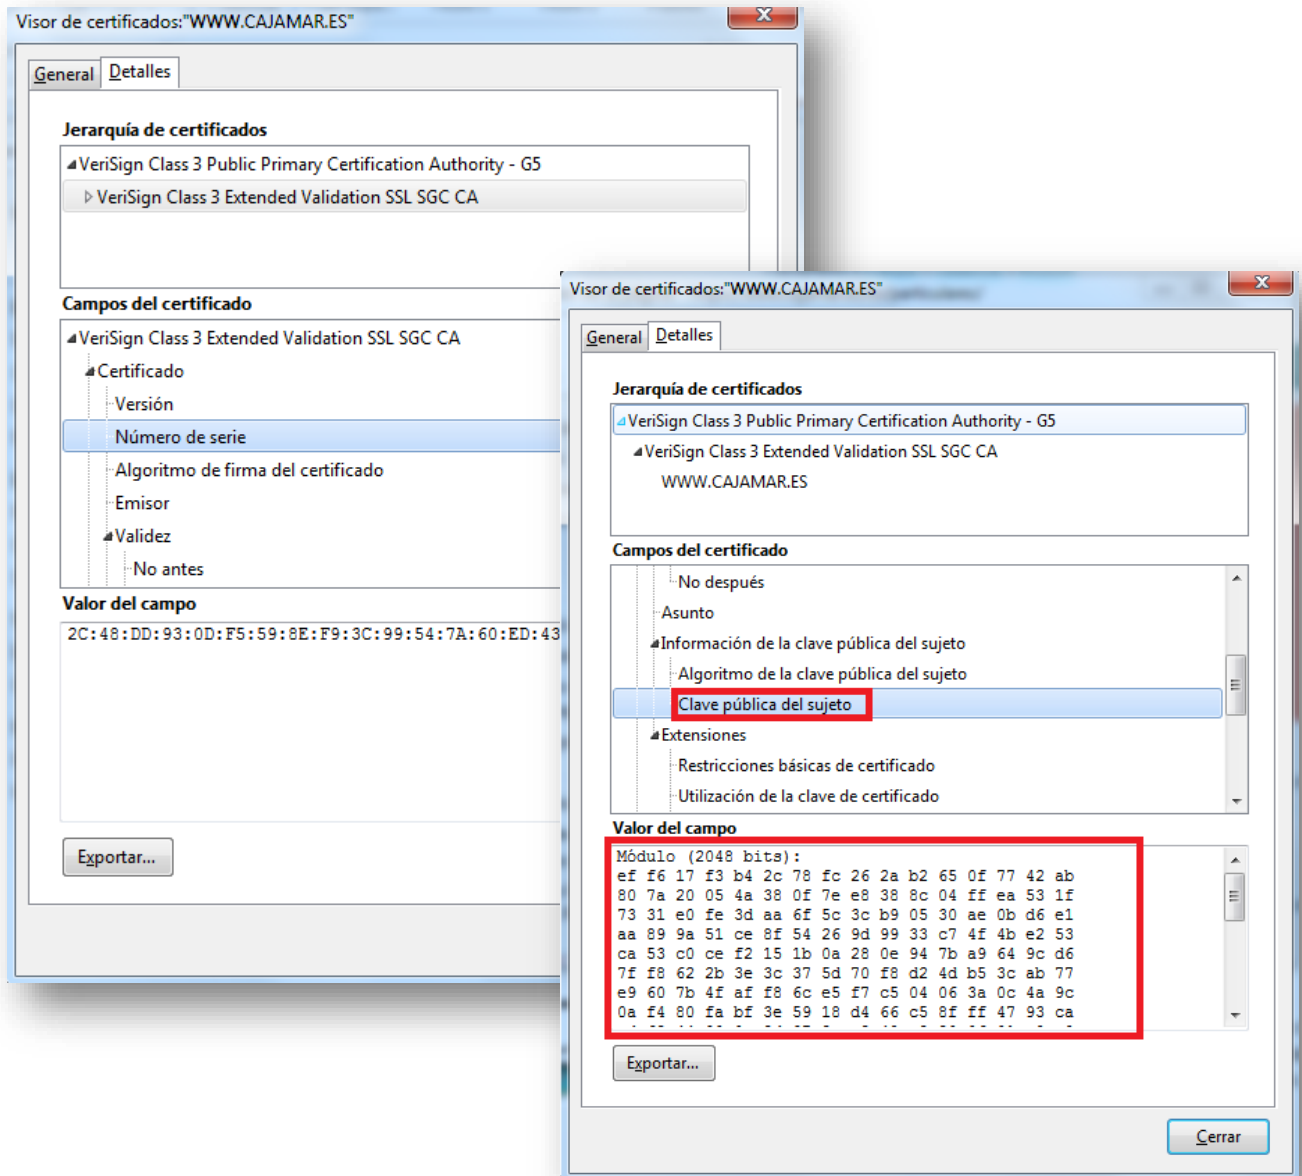 Visor de certificados:"WWW.CAJAMAR.ES"
General Detalles
Jerarquía de certificados
VeriSign Class 3 Public Primary Certification Authority - G5
VeriSign Class 3 Extended Validation SSL SGC CA
Campos del certificado
VeriSign Class 3 Extended Validation SSL SGC CA
Certificado
Versión
Número de serie
Algoritmo de firma del certificado
Emisor
Validez
No antes
Valor del campo
2C:48:DD:93:0D:F5:59:8E:F9:3C:99:54:7A:60:ED:43
Exportar...
Visor de certificados:"WWW.CAJAMAR.ES"
General Detalles
Jerarquía de certificados
VeriSign Class 3 Public Primary Certification Authority - G5
VeriSign Class 3 Extended Validation SSL SGC CA
WWW.CAJAMAR.ES
Campos del certificado
No después
Asunto
Información de la clave pública del sujeto
Algoritmo de la clave pública del sujeto
Clave pública del sujeto
Extensiones
Restricciones básicas de certificado
Utilización de la clave de certificado
Valor del campo
Módulo (2048 bits):
ef f6 17 f3 b4 2c 78 fc 26 2a b2 65 0f 77 42 ab
80 7a 20 05 4a 38 0f 7e e8 38 8c 04 ff ea 53 1f
73 31 e0 fe 3d aa 6f 5c 3c b9 05 30 ae 0b d6 e1
aa 89 9a 51 ce 8f 54 26 9d 99 33 c7 4f 4b e2 53
ca 53 c0 ce f2 15 1b 0a 28 0e 94 7b a9 64 9c d6
7f f8 62 2b 3e 3c 37 5d 70 f8 d2 4d b5 3c ab 77
e9 60 7b 4f af f8 6c e5 f7 c5 04 06 3a 0c 4a 9c
0a f4 80 fa bf 3e 59 18 d4 66 c5 8f ff 47 93 ca
Exportar...
Cerrar